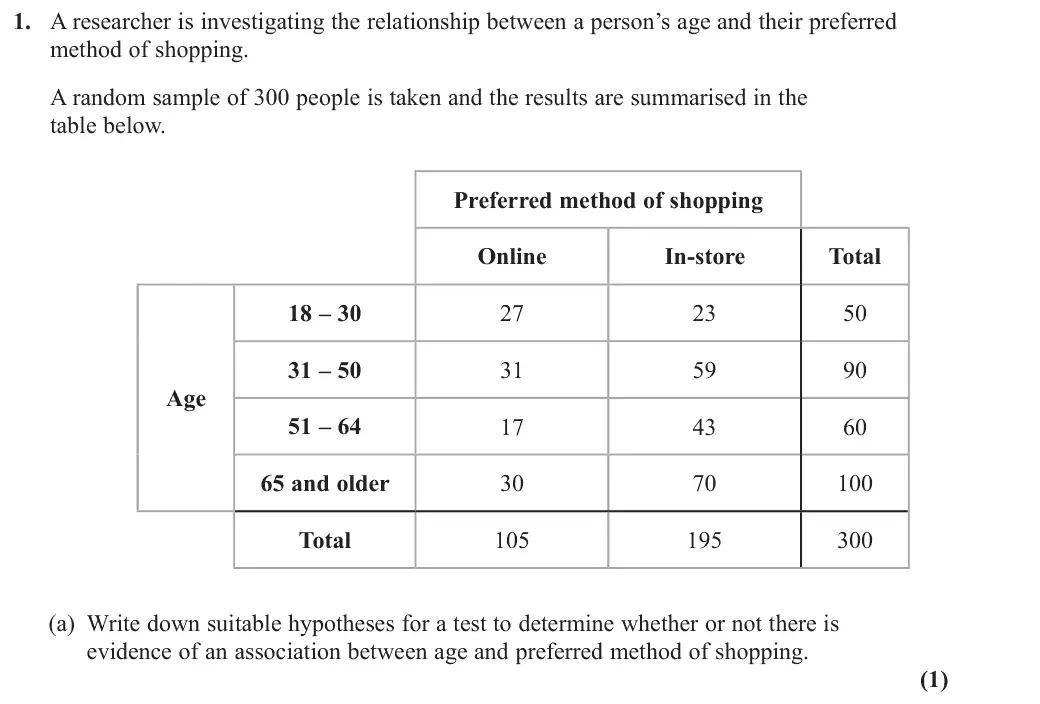 1. A researcher is investigating the relationship between a person’s age and their preferred
method of shopping.
A random sample of 300 people is taken and the results are summarised in the
table below.
Preferred method of shopping
Online In-store Total
18 – 30 27 23 50
31 – 50 31 59 90
Age
51 – 64 17 43 60
65 and older 30 70 100
Total 105 195 300
(a) Write down suitable hypotheses for a test to determine whether or not there is
evidence of an association between age and preferred method of shopping.
(1)